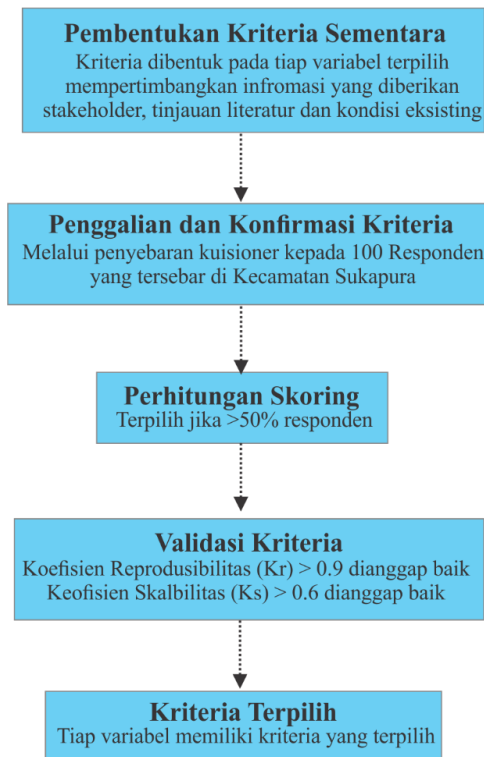 Pembentukan Kriteria Sementara
Kriteria dibentuk pada tiap variabel terpilih
mempertimbangkan infromasi yang diberikan
stakeholder, tinjauan literatur dan kondisi eksisting
Penggalian dan Konfirmasi Kriteria
Melalui penyebaran kuisioner kepada 100 Responden
yang tersebar di Kecamatan Sukapura
Perhitungan Skoring
Terpilih jika >50% responden
Validasi Kriteria
Koefisien Reprodusibilitas (Kr) > 0.9 dianggap baik
Keofisien Skalbilitas (Ks) > 0.6 dianggap baik
Kriteria Terpilih
Tiap variabel memiliki kriteria yang terpilih